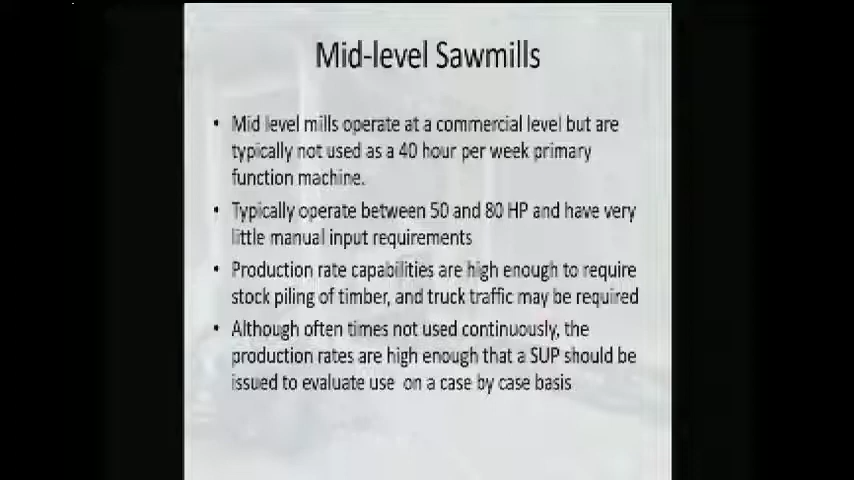 Mid-level Sawmills
• Mid level mills operate at a commercial level but are
typically not used as a 40 hour per week primary
function machine.
• Typically operate between 50 and 80 HP and have very
little manual input requirements
• Production rate capabilities are high enough to require
stock piling of timber, and truck traffic may be required
• Although often times not used continuously, the
production rates are high enough that a SUP should be
issued to evaluate use on a case by case basis